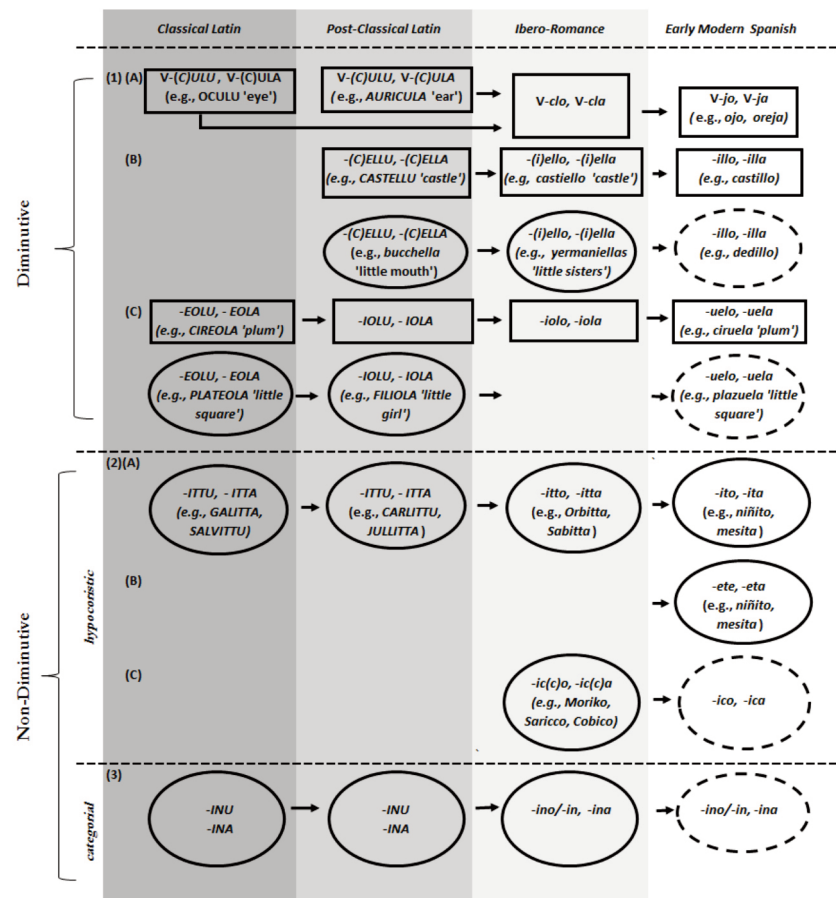 Classical Latin
Post-Classical Latin
Ibero-Romance
Early Modern Spanish
Diminutive
(1) (A)
V-(C)ULU, V-(C)ULA
(e.g., OCULU 'eye')
V-(C)ULU, V-(C)ULA
(e.g., AURICULA 'ear')
V-clo, V-cla
V-jo, V-ja
(e.g., ojo, oreja)
(B)
-(C)ELLU, -(C)ELLA
(e.g., CASTELLU 'castle')
-(i)ello, -(i)ella
(e.g, castiello 'castle')
-illo, -illa
(e.g., castillo)
-(C)ELLU, -(C)ELLA
(e.g., bucchella
'little mouth')
-(i)ello, -(i)ella
(e.g., yermaniellas
'little sisters')
-illo, -illa
(e.g., dedillo)
(C)
-EOLU, - EOLA
(e.g., CIREOLA 'plum')
-IOLU, - IOLA
-iolo, -iola
-uelo, -uela
(e.g., ciruela 'plum')
-EOLU, - EOLA
(e.g., PLATEOLA 'little
square')
-IOLU, - IOLA
(e.g., FILIOLA 'little
girl')
-uelo, -uela
(e.g., plazuela 'little
square')
Non-Diminutive
hypocoristic
(2)(A)
-ITTU, - ITTA
(e.g., GALITTA,
SALVITTU)
-ITTU, - ITTA
(e.g., CARLITTU,
JULLITTA)
-itto, -itta
(e.g., Orbitta,
Sabitta)
-ito, -ita
(e.g., niñito,
mesita)
(B)
-ete, -eta
(e.g., niñito,
mesita)
(C)
-ic(c)o, -ic(c)a
(e.g., Moriko,
Saricco, Cobico)
-ico, -ica
categorial
(3)
-INU
-INA
-INU
-INA
-ino/-in, -ina
-ino/-in, -ina